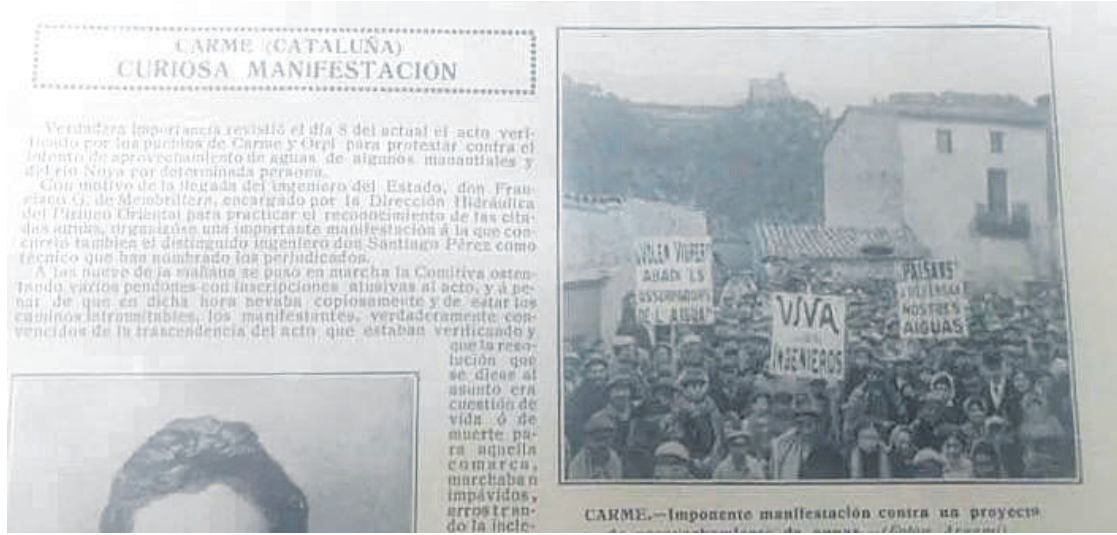 CARME (CATALUÑA)
CURIOSA MANIFESTACIÓN
Verdadera importancia revistió el día 8 del actual el acto veri-
ficado por los pueblos de Carme y Orpí para protestar contra el
intento de aprovechamiento de aguas de algunos manantiales y
del río Noya por determinada persona.
Con motivo de la llegada del ingeniero del Estado, don Fran-
cisco G. de Membrillera, encargado por la Dirección Hidráulica
del Pirineo Oriental para practicar el reconocimiento de las cita-
das aguas, organizóse una importante manifestación á la que con-
currió también el distinguido ingeniero don Santiago Pérez como
técnico que han nombrado los perjudicados.
A las nueve de la mañana se puso en marcha la Comitiva osten-
tando varios pendones con inscripciones alusivas al acto, y á pe-
sar de que en dicha hora nevaba copiosamente y de estar los
caminos intransitables, los manifestantes, verdaderamente con-
vencidos de la trascendencia del acto que estaban verificando y
que la reso-
lución que
se diese al
asunto era
cuestión de
vida ó de
muerte pa-
ra aquella
comarca,
marchaban
impávidos,
arrostran-
do la incle-
VOLEM VIURER!
ABAIX ELS
USSURPADORS
DE L'AIGUA!
VIVA
INGENIEROS
PAISANS
NOSTRES
AIGUAS
CARME.—Imponente manifestación contra un proyecto
de aprovechamiento de aguas.—(Fotóg.